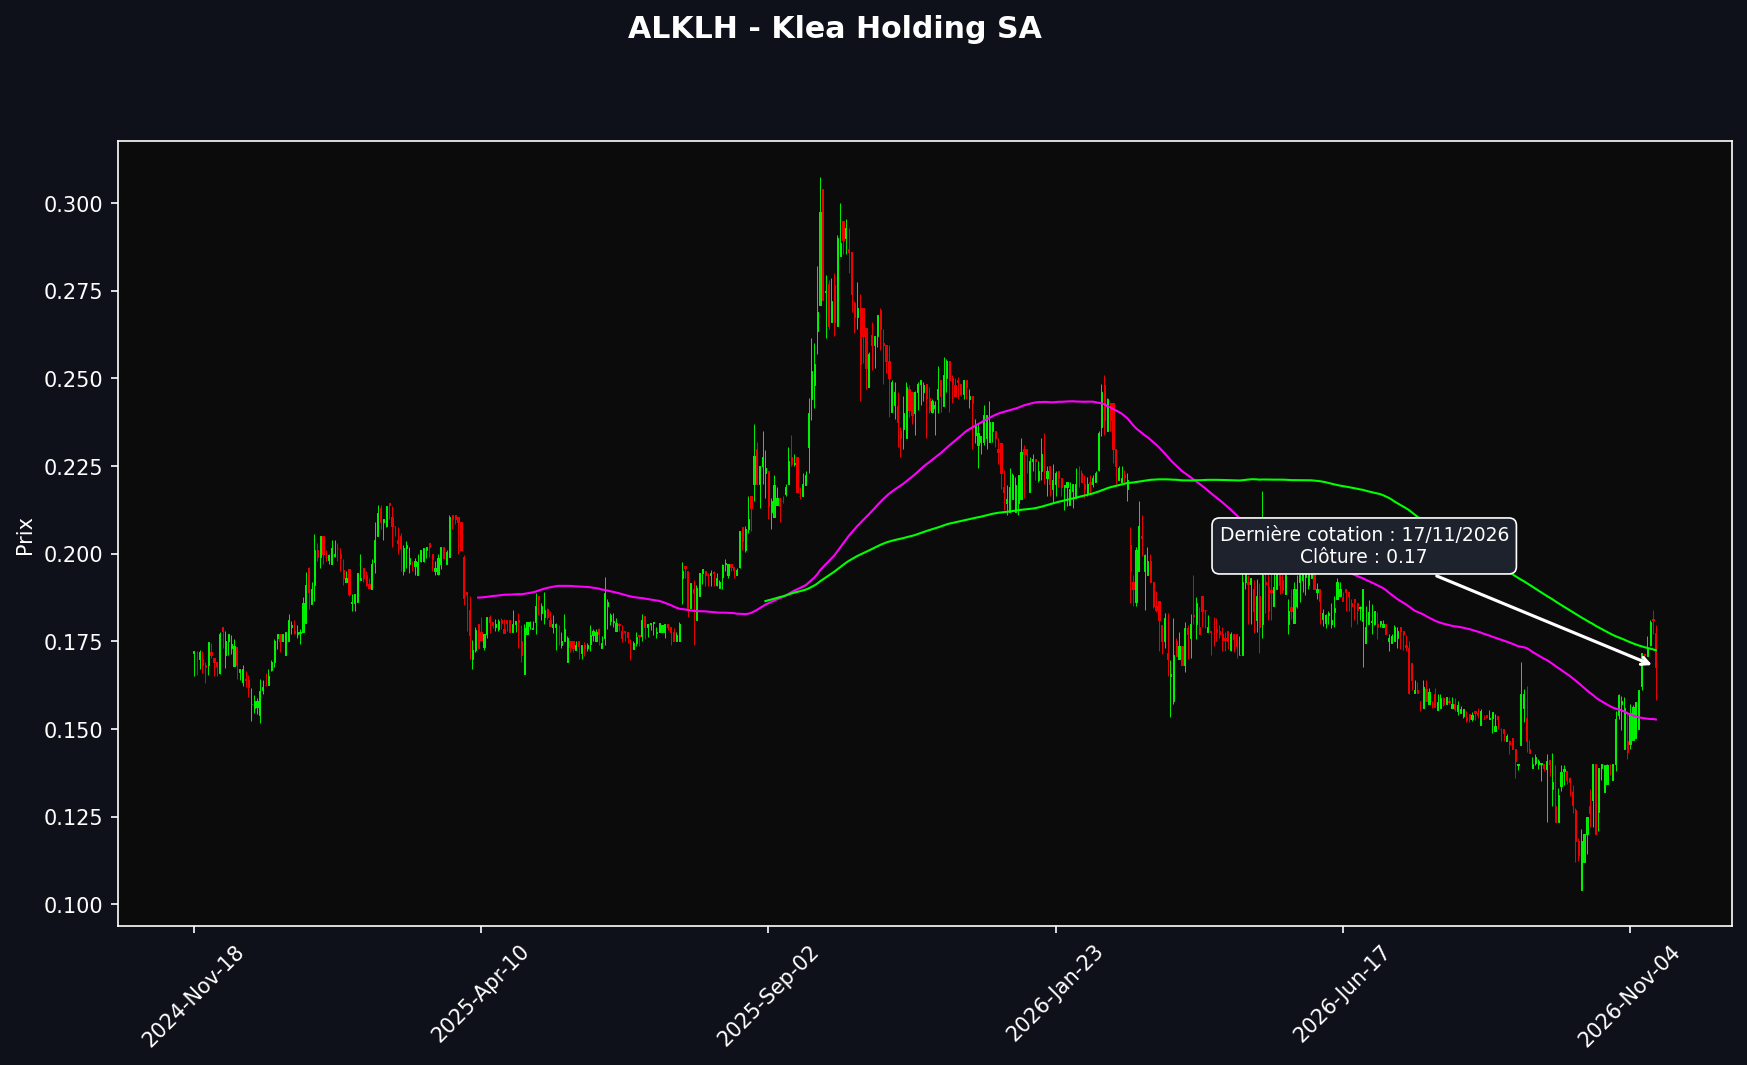 ALKLH - Klea Holding SA
Prix
0.300
0.275
0.250
0.225
0.200
0.175
0.150
0.125
0.100
Dernière cotation : 17/11/2026
Clôture : 0.17
2024-Nov-18
2025-Apr-10
2025-Sep-02
2026-Jan-23
2026-Jun-17
2026-Nov-04